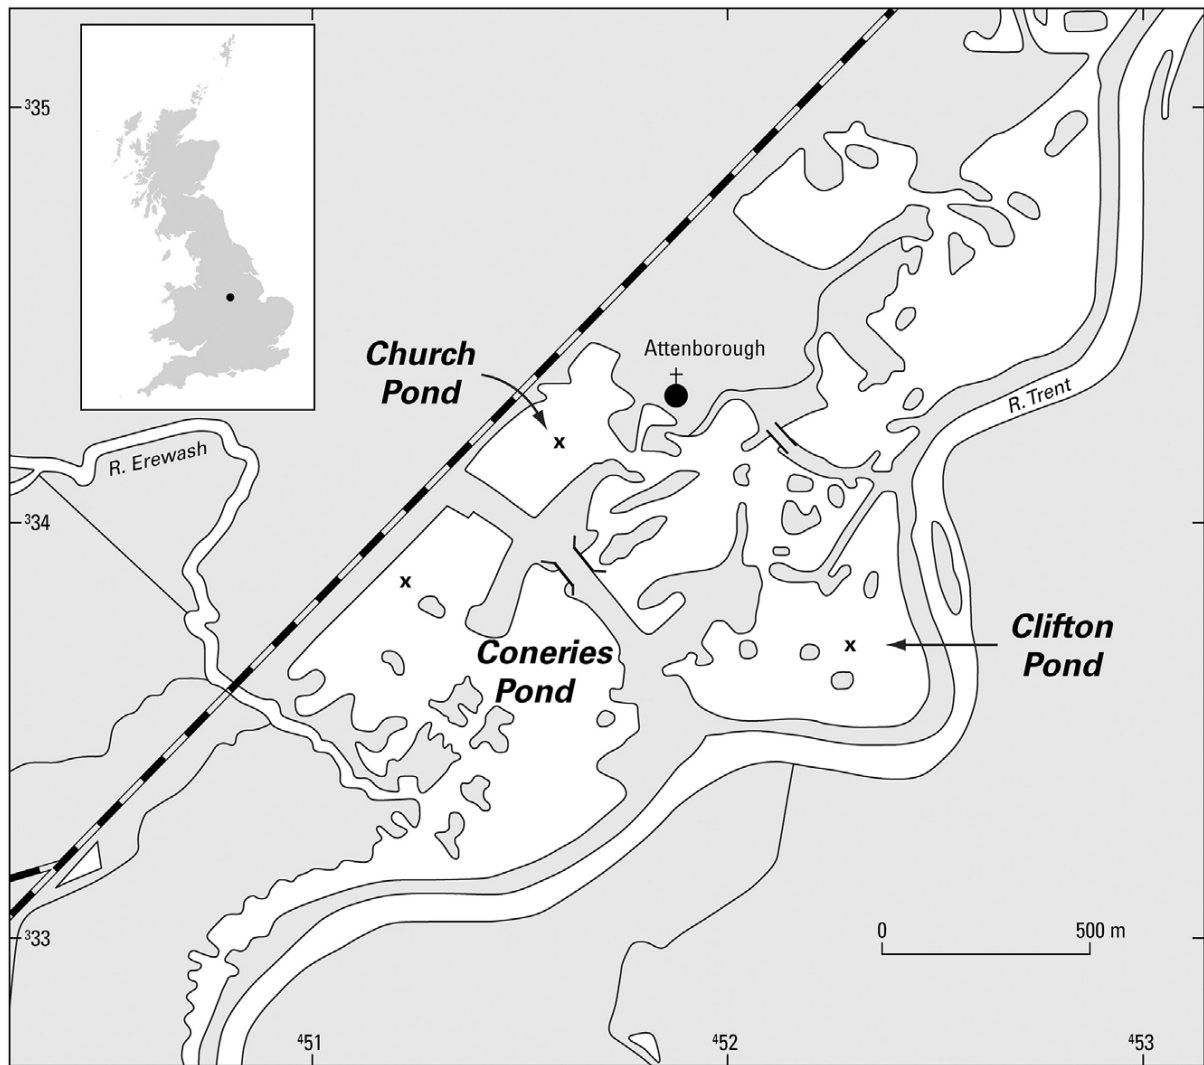 ³35
Attenborough
Church
Pond
R. Trent
R. Erewash
x
³34
x
Clifton
Pond
x
Coneries
Pond
0 500 m
³33
⁴51 ⁴52 ⁴53